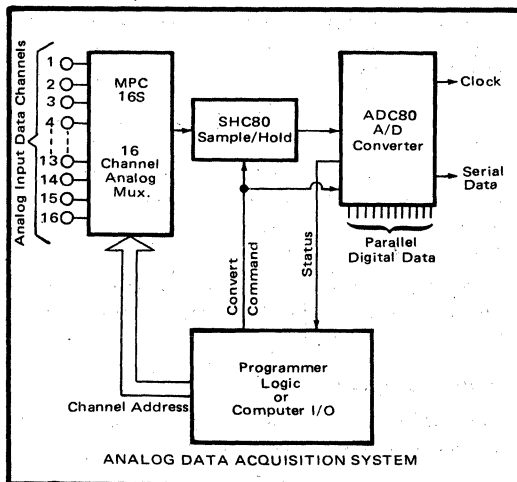 Analog Input Data Channels
1
2
3
4
13
14
15
16
MPC
16S
16
Channel
Analog
Mux.
SHC80
Sample/Hold
ADC80
A/D
Converter
Clock
Serial
Data
Parallel
Digital Data
Convert
Command
Status
Channel Address
Programmer
Logic
or
Computer I/O
ANALOG DATA ACQUISITION SYSTEM